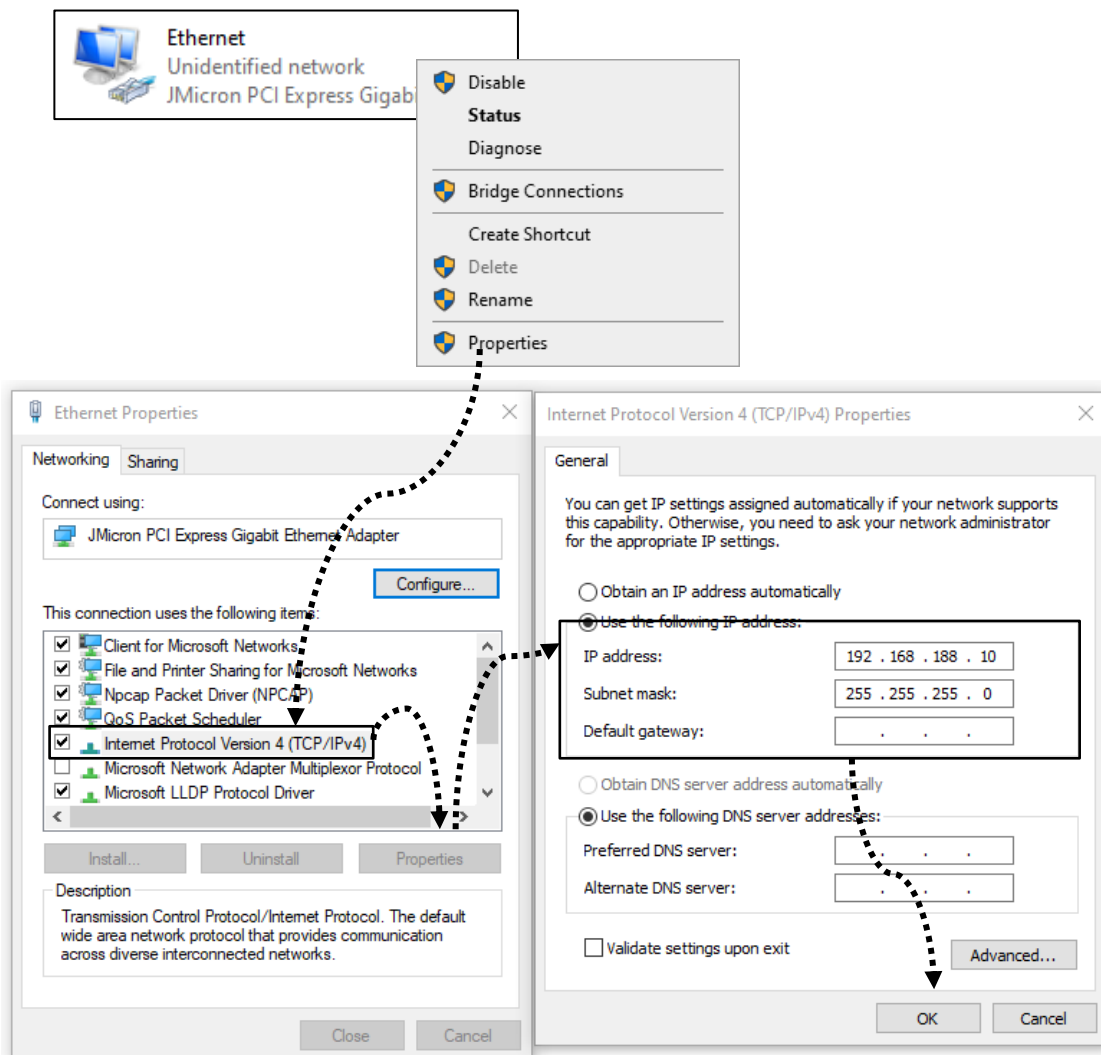 Ethernet
Unidentified network
JMicron PCI Express Gigabi
Disable
Status
Diagnose
Bridge Connections
Create Shortcut
Delete
Rename
Properties
Ethernet Properties
Networking
Sharing
Connect using:
JMicron PCI Express Gigabit Ethernet Adapter
Configure...
This connection uses the following items:
Client for Microsoft Networks
File and Printer Sharing for Microsoft Networks
Npcap Packet Driver (NPCAP)
QoS Packet Scheduler
Internet Protocol Version 4 (TCP/IPv4)
Microsoft Network Adapter Multiplexor Protocol
Microsoft LLDP Protocol Driver
Install...
Uninstall
Properties
Description
Transmission Control Protocol/Internet Protocol. The default
wide area network protocol that provides communication
across diverse interconnected networks.
Close
Cancel
Internet Protocol Version 4 (TCP/IPv4) Properties
General
You can get IP settings assigned automatically if your network supports
this capability. Otherwise, you need to ask your network administrator
for the appropriate IP settings.
Obtain an IP address automatically
Use the following IP address:
IP address: 192 . 168 . 188 . 10
Subnet mask: 255 . 255 . 255 . 0
Default gateway: . . .
Obtain DNS server address automatically
Use the following DNS server addresses:
Preferred DNS server: . . .
Alternate DNS server: . . .
Validate settings upon exit
Advanced...
OK
Cancel